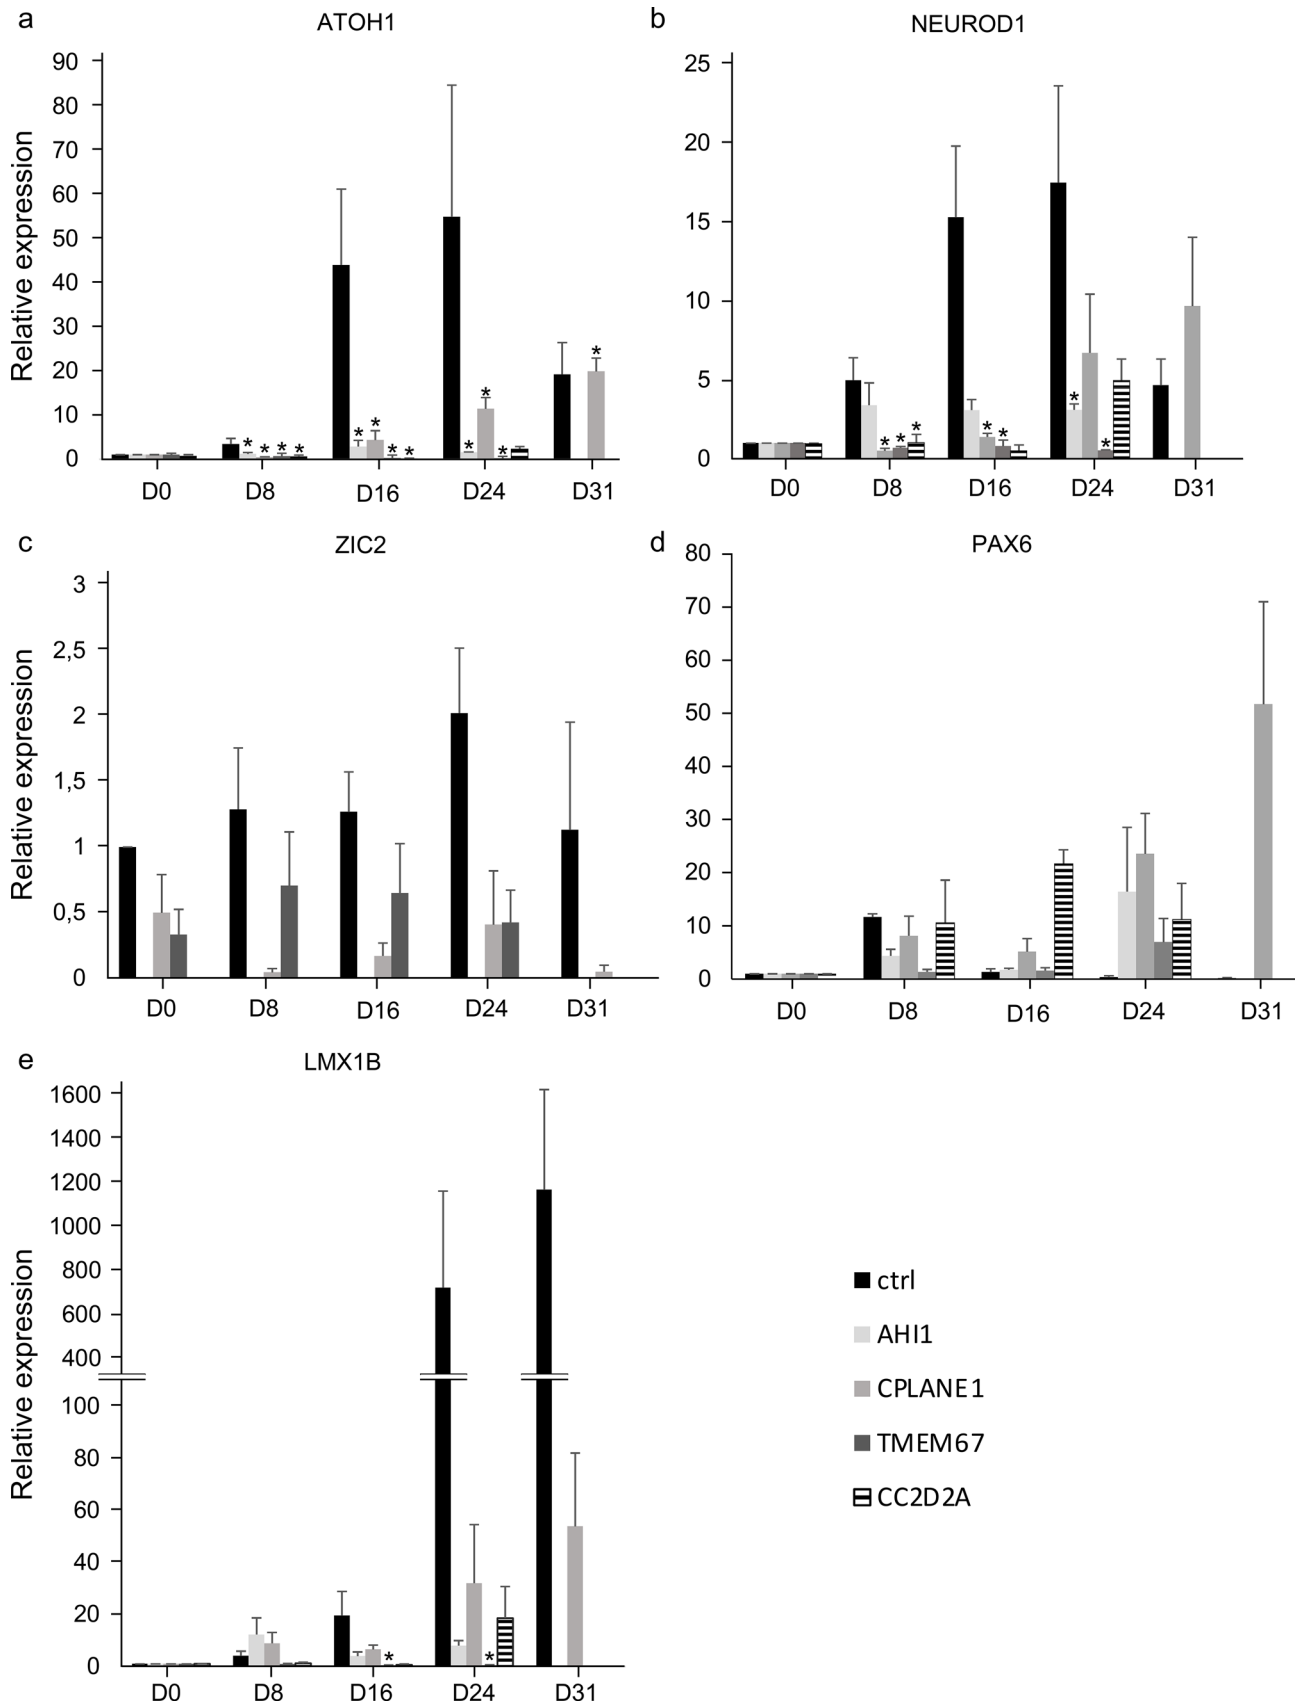 a
ATOH1
Relative expression
90
80
70
60
50
40
30
20
10
0
* * * *
* * * *
* * *
*
D0 D8 D16 D24 D31
b
NEUROD1
25
20
15
10
5
0
* * *
* *
* *
D0 D8 D16 D24 D31
c
ZIC2
Relative expression
3
2,5
2
1,5
1
0,5
0
D0 D8 D16 D24 D31
d
PAX6
80
70
60
50
40
30
20
10
0
D0 D8 D16 D24 D31
e
LMX1B
Relative expression
1600
1400
1200
1000
800
600
400
100
80
60
40
20
0
*
*
D0 D8 D16 D24 D31
ctrl
AHI1
CPLANE1
TMEM67
CC2D2A